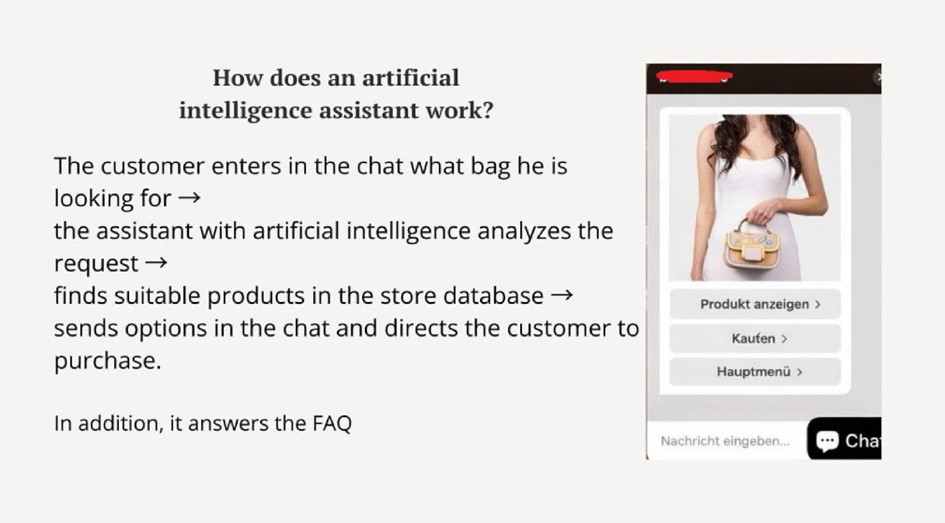 How does an artificial
intelligence assistant work?
The customer enters in the chat what bag he is
looking for →
the assistant with artificial intelligence analyzes the
request →
finds suitable products in the store database →
sends options in the chat and directs the customer to
purchase.
In addition, it answers the FAQ
Produkt anzeigen >
Kaufen >
Hauptmenü >
Nachricht eingeben...
Cha